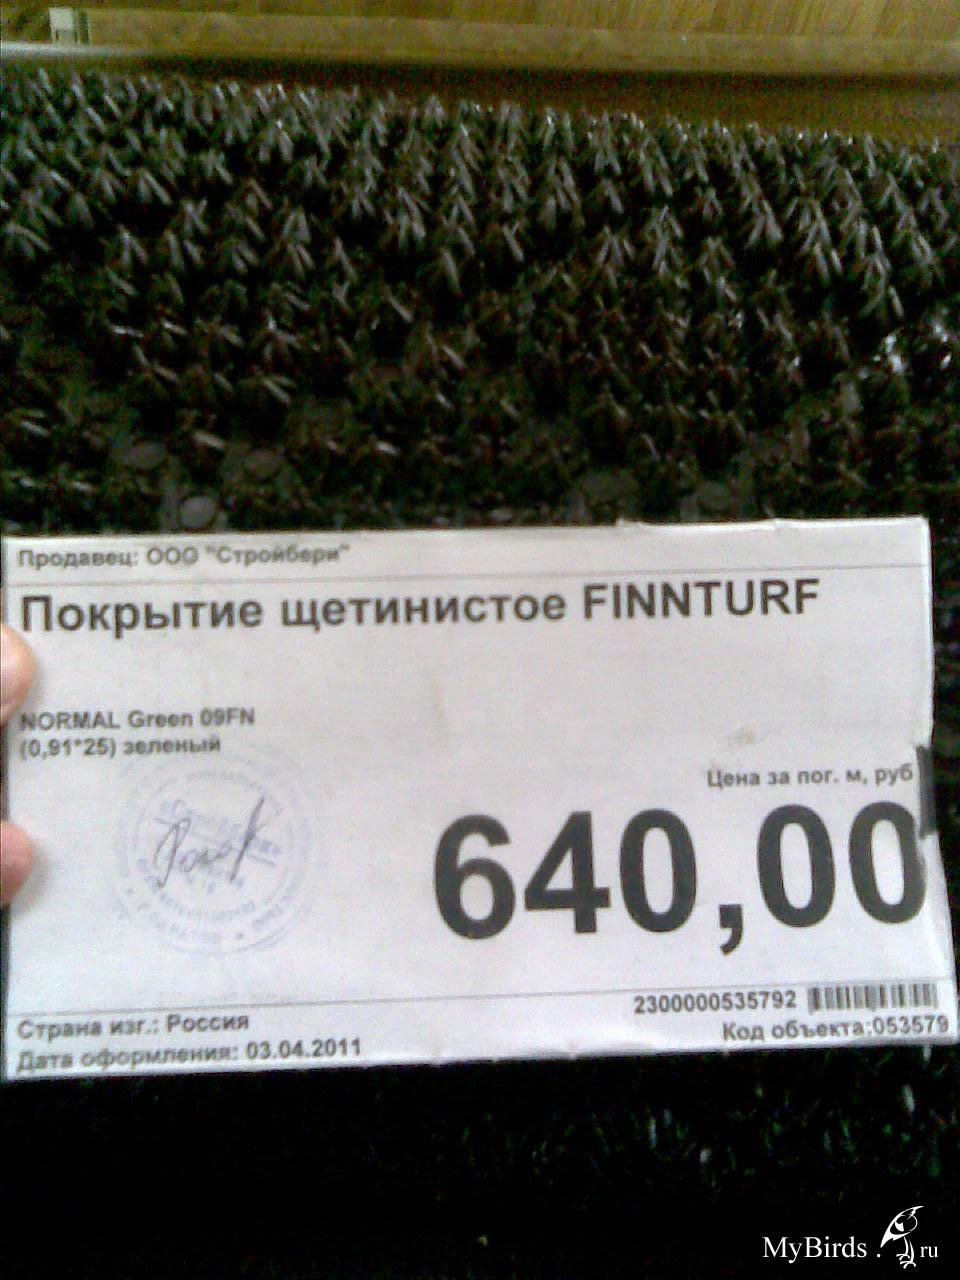 Продавец: ООО "Стройбери"
Покрытие щетинистое FINNTURF
NORMAL Green 09FN
(0,91*25) зеленый
Цена за пог. м, руб
640,00
2300000535792
Страна изг.: Россия
Код объекта:053579
Дата оформления: 03.04.2011
MyBirds.ru